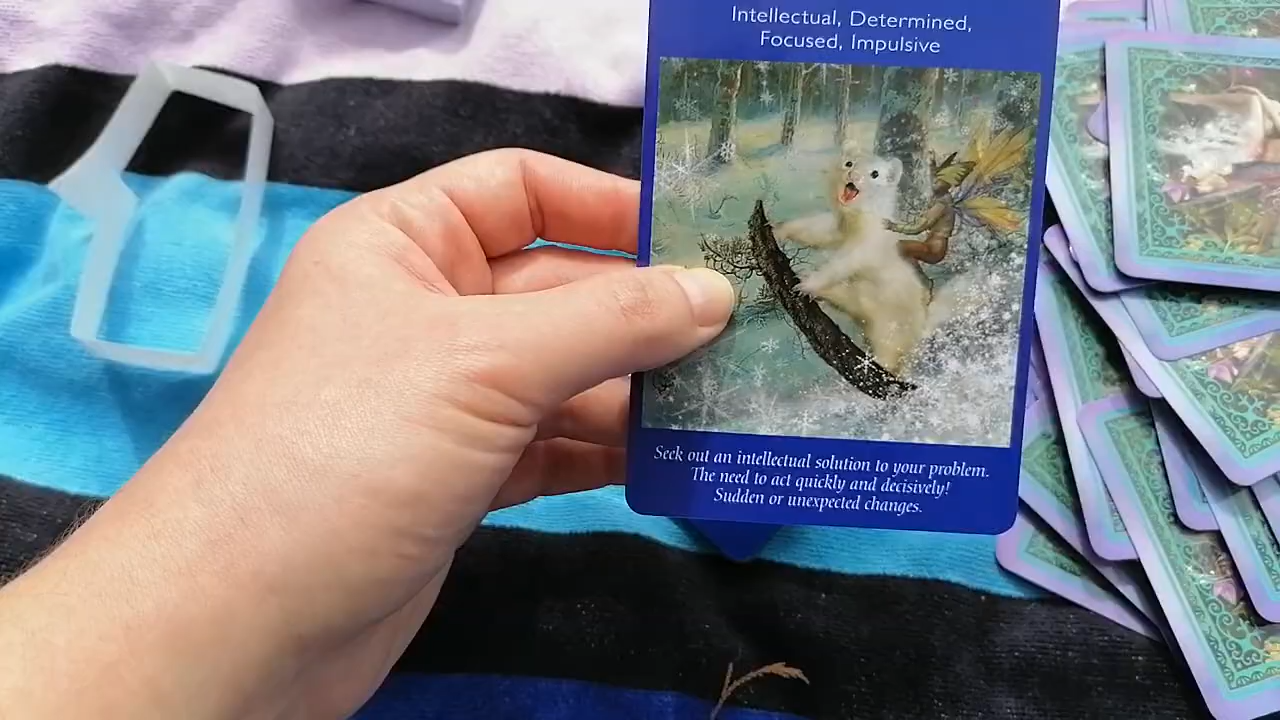 Intellectual, Determined,
Focused, Impulsive
Seek out an intellectual solution to your problem.
The need to act quickly and decisively!
Sudden or unexpected changes.